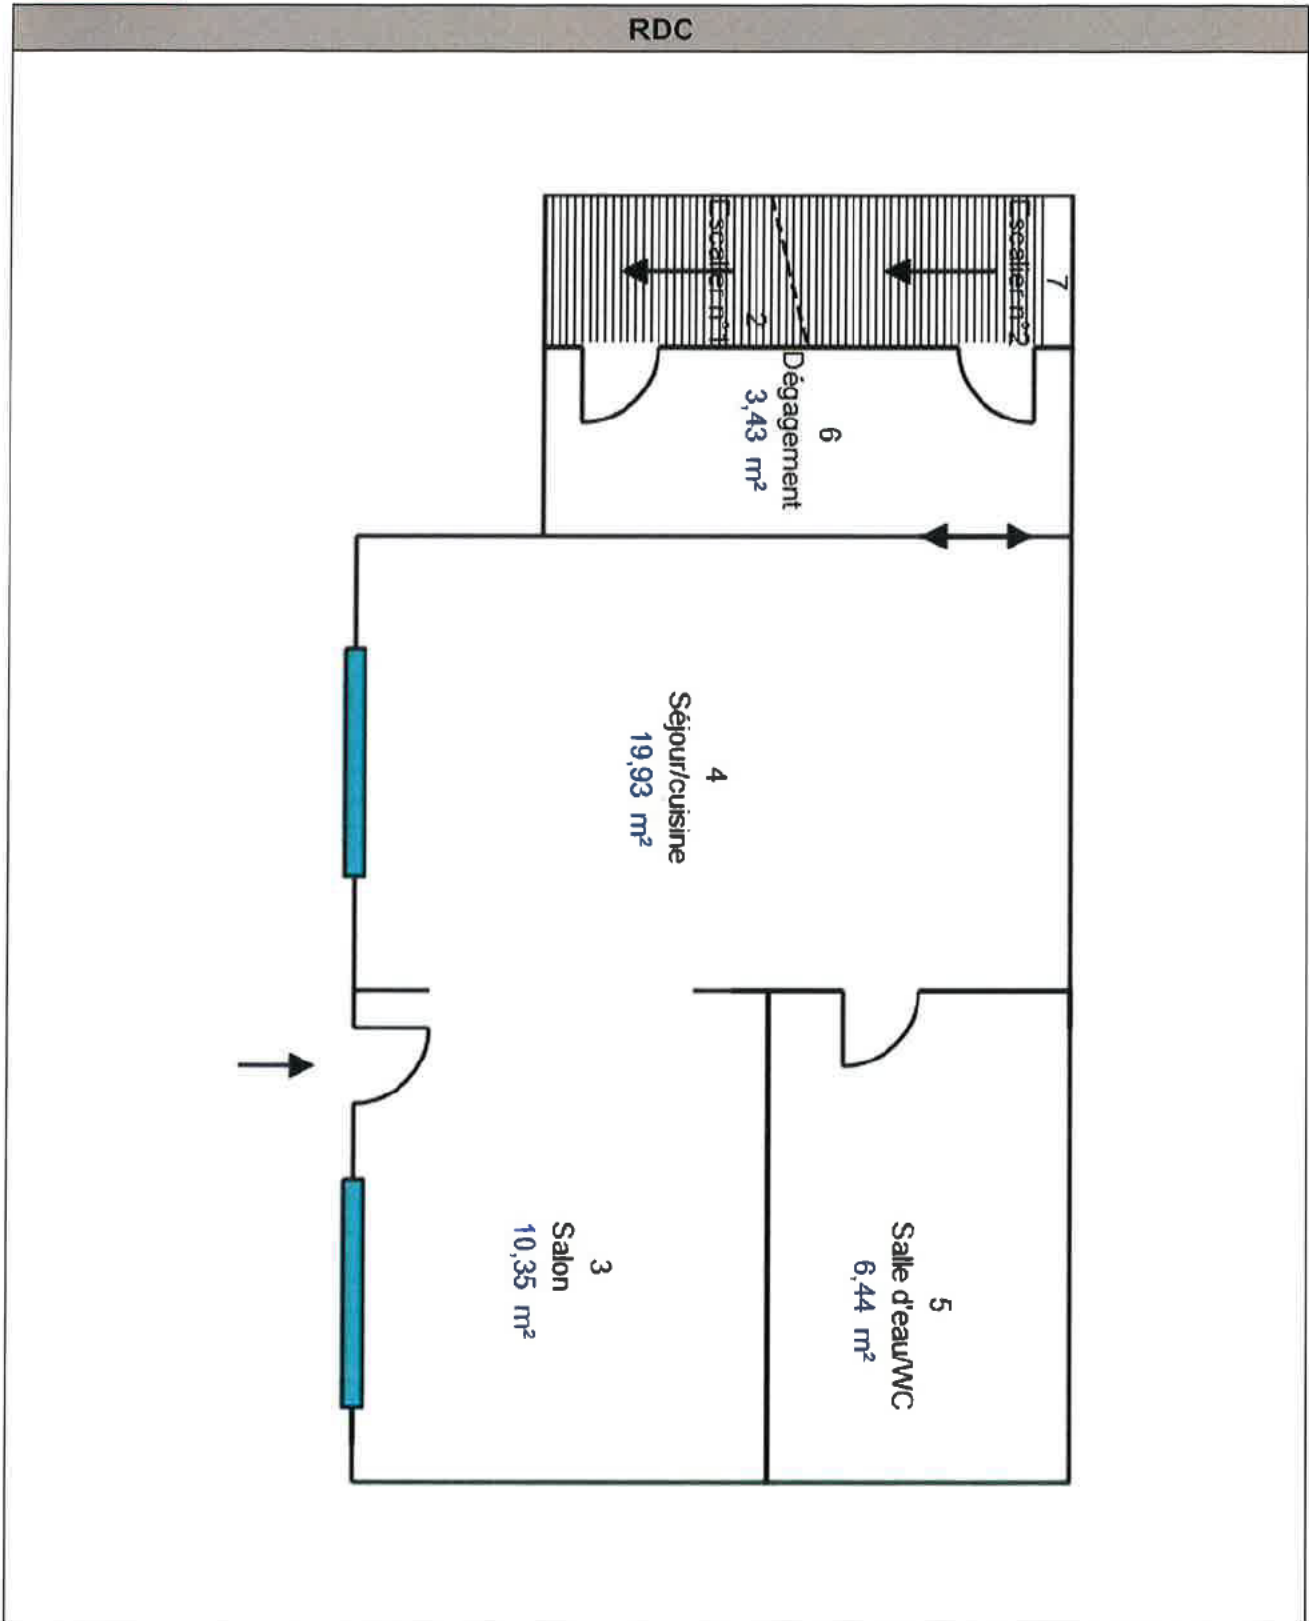 RDC
7
Escalier n°2
2
Escalier n°1
6
Dégagement
3,43 m²
4
Séjour/cuisine
19,93 m²
5
Salle d'eau/WC
6,44 m²
3
Salon
10,35 m²